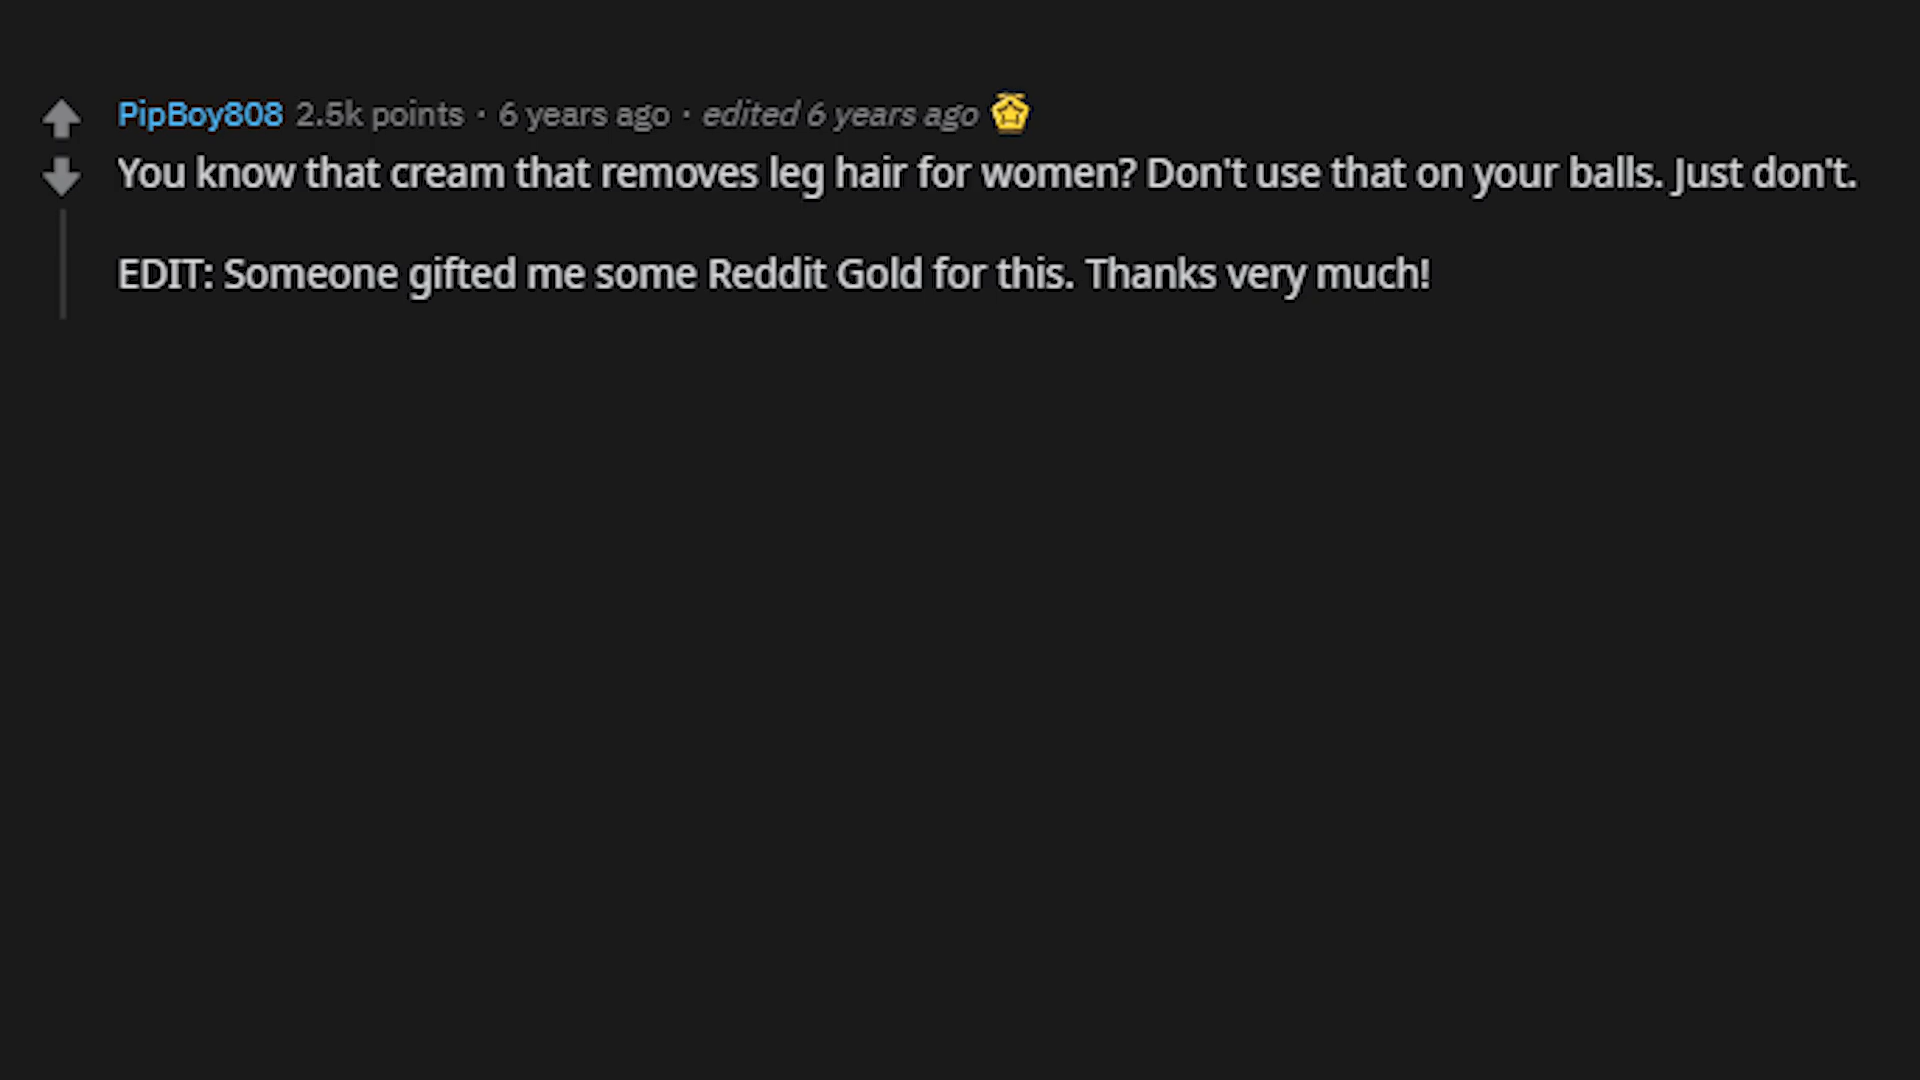 PipBoy808 2.5k points · 6 years ago · edited 6 years ago
You know that cream that removes leg hair for women? Don't use that on your balls. Just don't.
EDIT: Someone gifted me some Reddit Gold for this. Thanks very much!